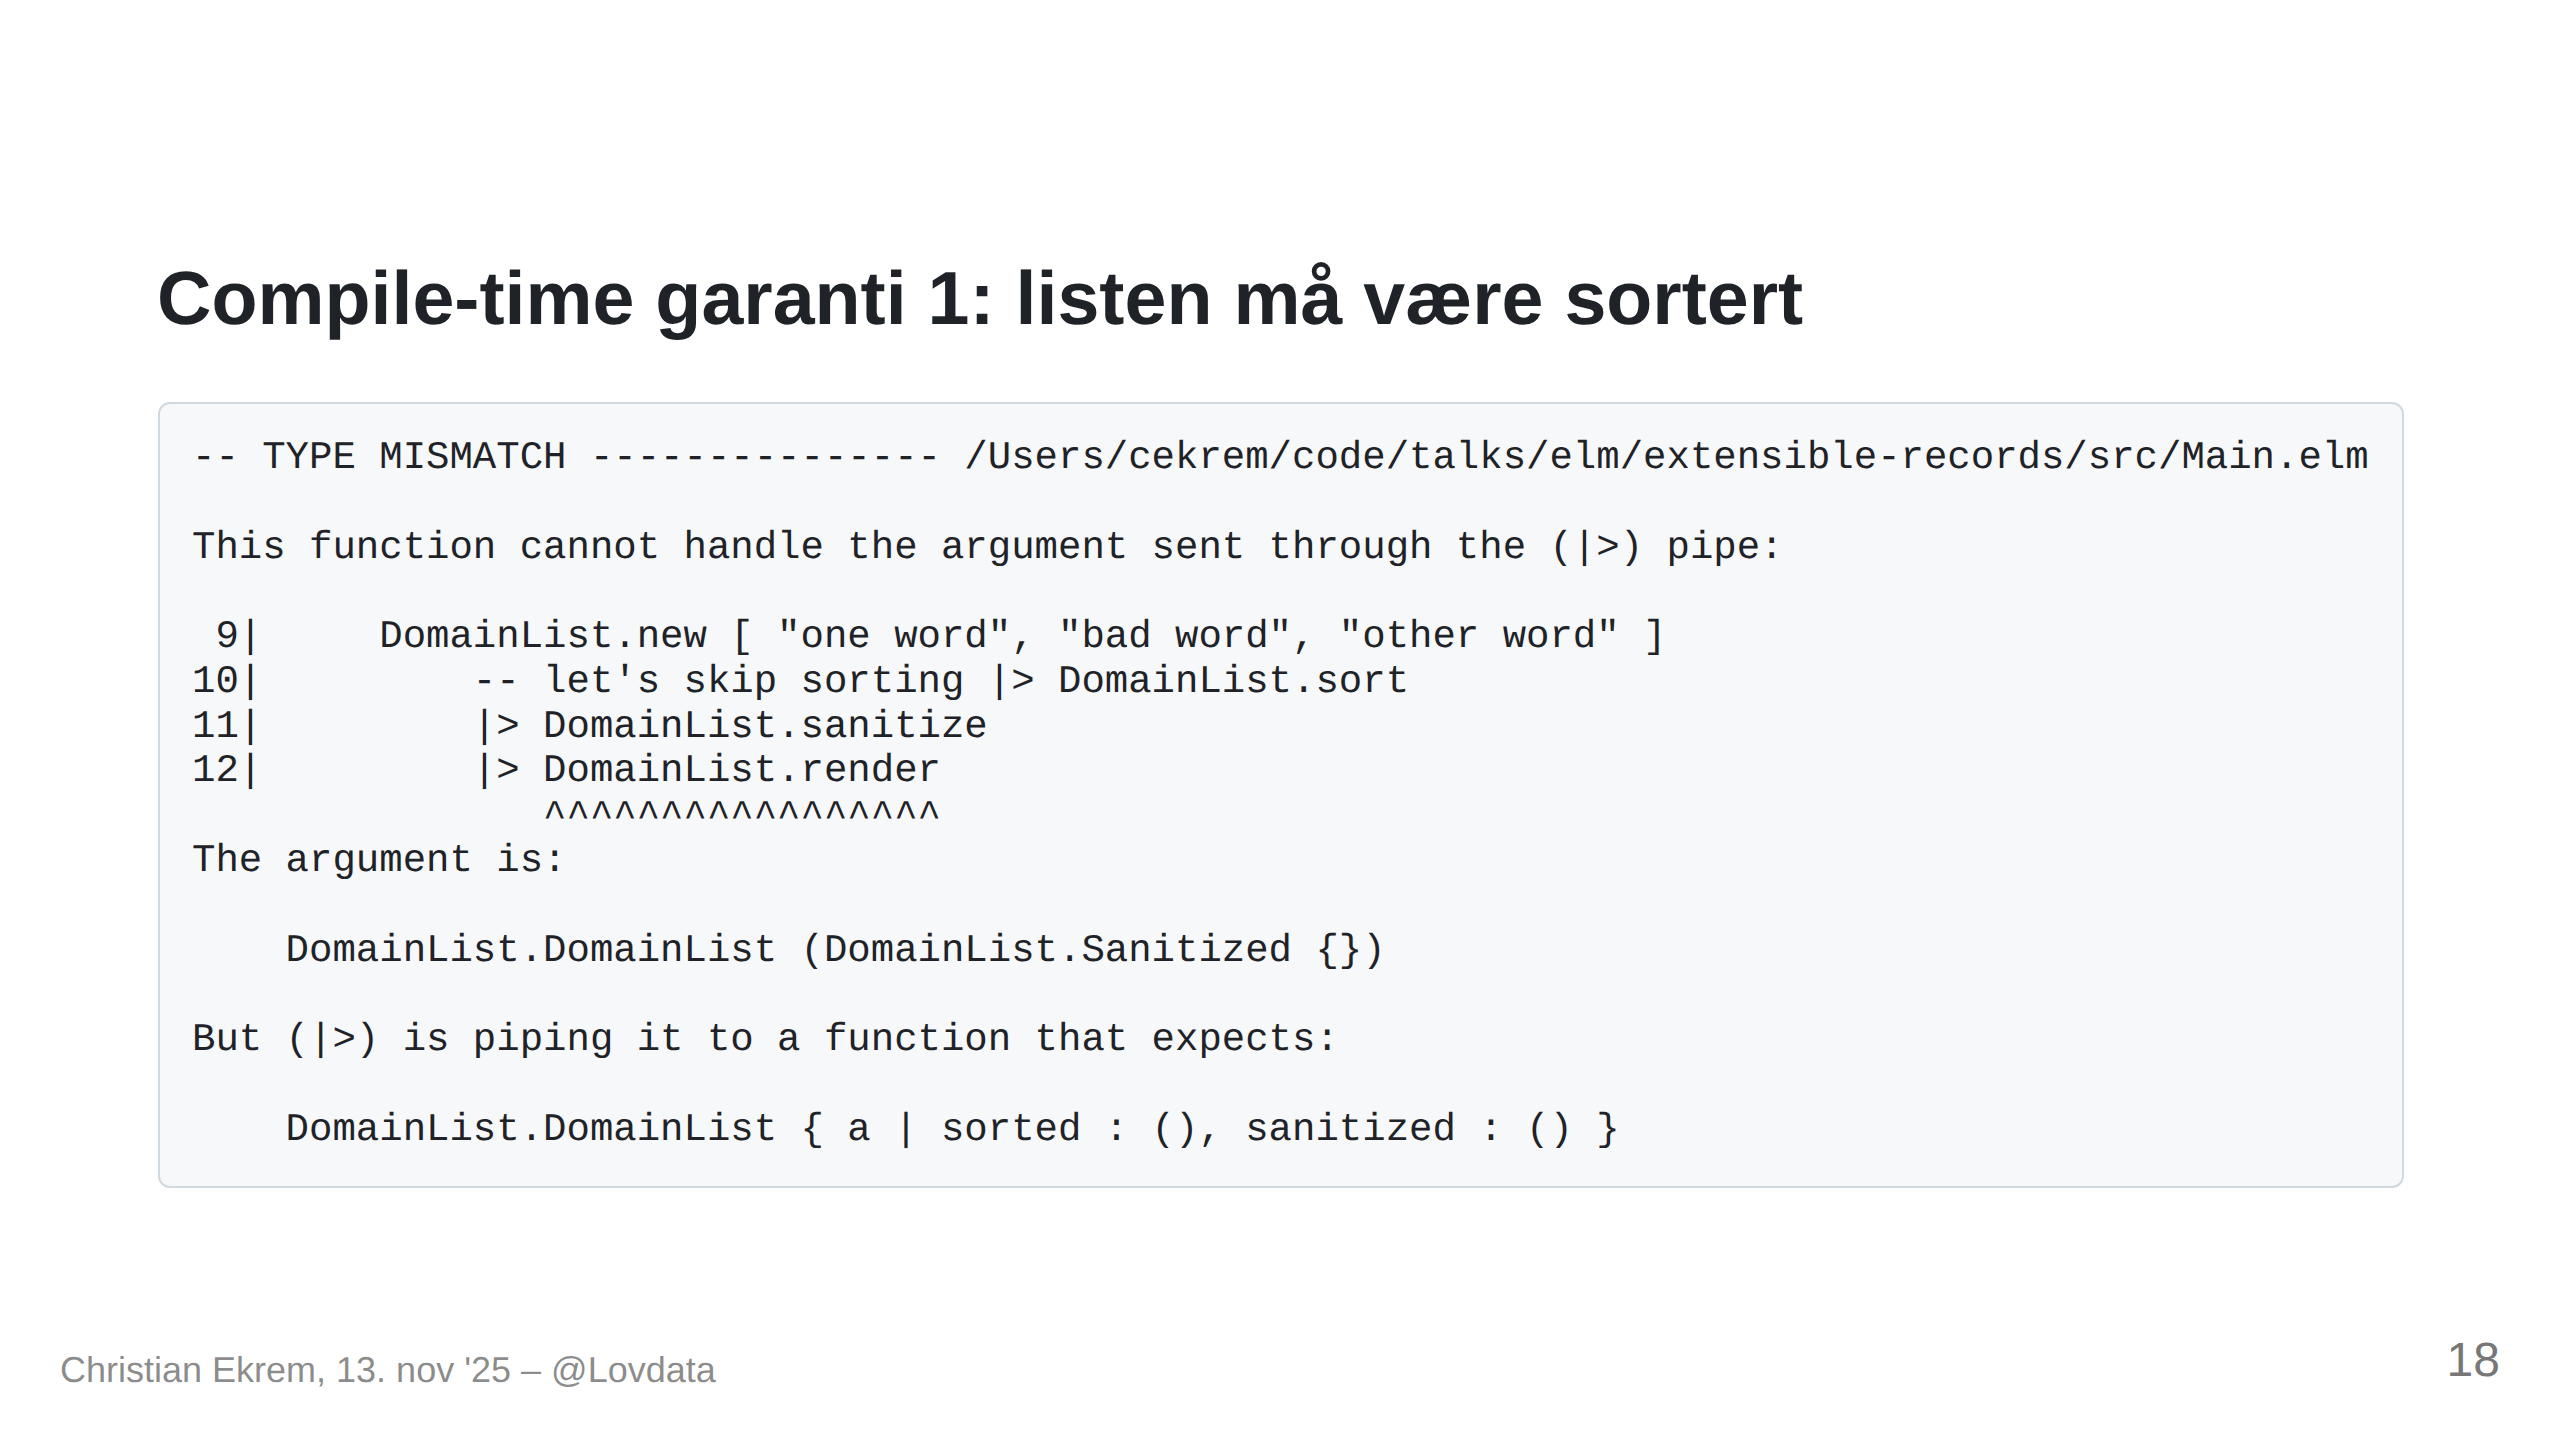 Compile-time garanti 1: listen må være sortert
-- TYPE MISMATCH --------------- /Users/cekrem/code/talks/elm/extensible-records/src/Main.elm
This function cannot handle the argument sent through the (|>) pipe:
 9|     DomainList.new [ "one word", "bad word", "other word" ]
10|         -- let's skip sorting |> DomainList.sort
11|         |> DomainList.sanitize
12|         |> DomainList.render
               ^^^^^^^^^^^^^^^^^
The argument is:
    DomainList.DomainList (DomainList.Sanitized {})
But (|>) is piping it to a function that expects:
    DomainList.DomainList { a | sorted : (), sanitized : () }
Christian Ekrem, 13. nov '25 – @Lovdata
18